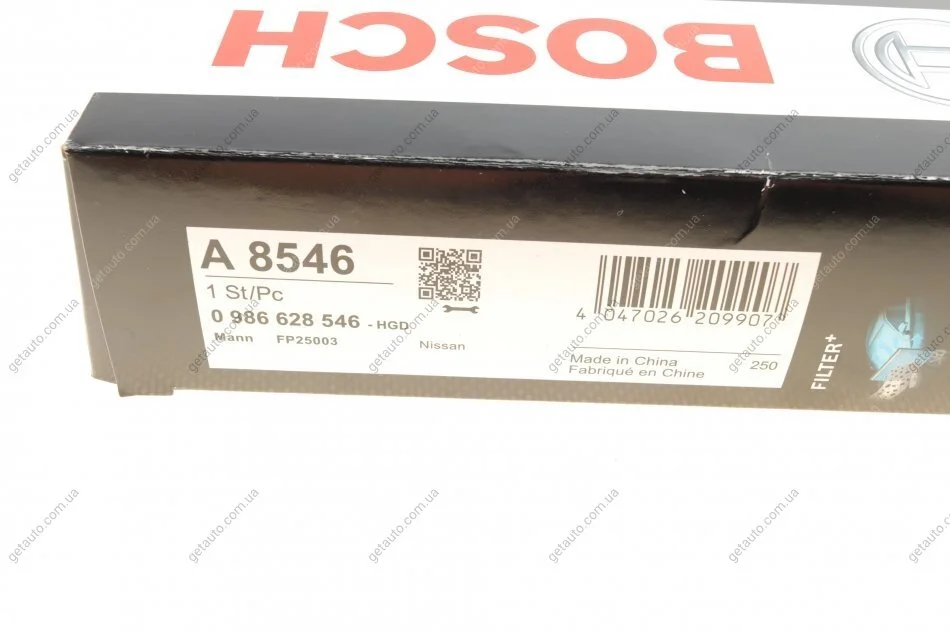 BOSCH
A 8546
1 St/Pc
0 986 628 546 - HGD
Mann FP25003
Nissan
4 047026 209907
Made in China
Fabriqué en Chine
250
FILTER+
getauto.com.ua